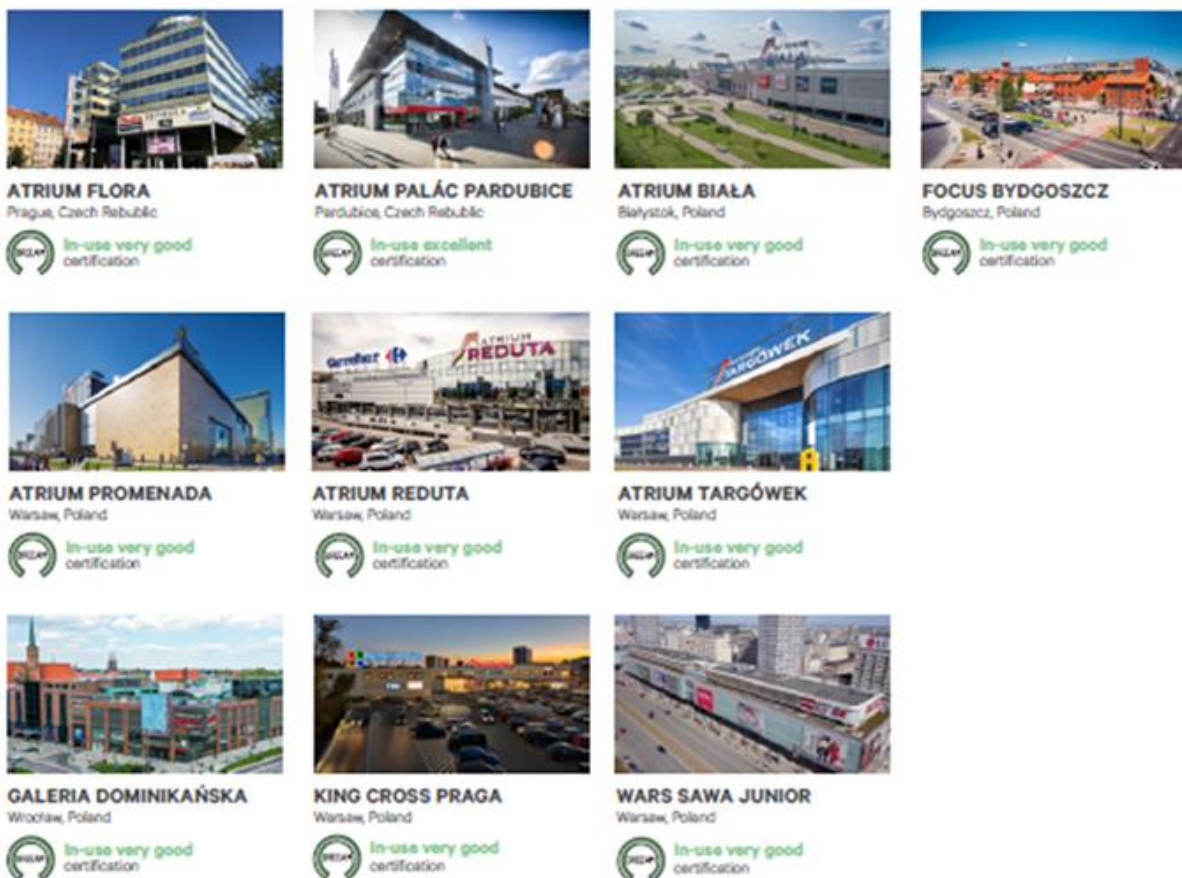 ATRIUM FLORA
Prague, Czech Rebublic
In-use very good
certification
ATRIUM PALÁC PARDUBICE
Pardubice, Czech Rebublic
In-use excellent
certification
ATRIUM BIAŁA
Białystok, Poland
In-use very good
certification
FOCUS BYDGOSZCZ
Bydgoszcz, Poland
In-use very good
certification
Carrefour
ATRIUM
REDUTA
TARGÓWEK
ATRIUM PROMENADA
Warsaw, Poland
In-use very good
certification
ATRIUM REDUTA
Warsaw, Poland
In-use very good
certification
ATRIUM TARGÓWEK
Warsaw, Poland
In-use very good
certification
GALERIA DOMINIKAŃSKA
Wrocław, Poland
In-use very good
certification
KING CROSS PRAGA
Warsaw, Poland
In-use very good
certification
WARS SAWA JUNIOR
Warsaw, Poland
In-use very good
certification